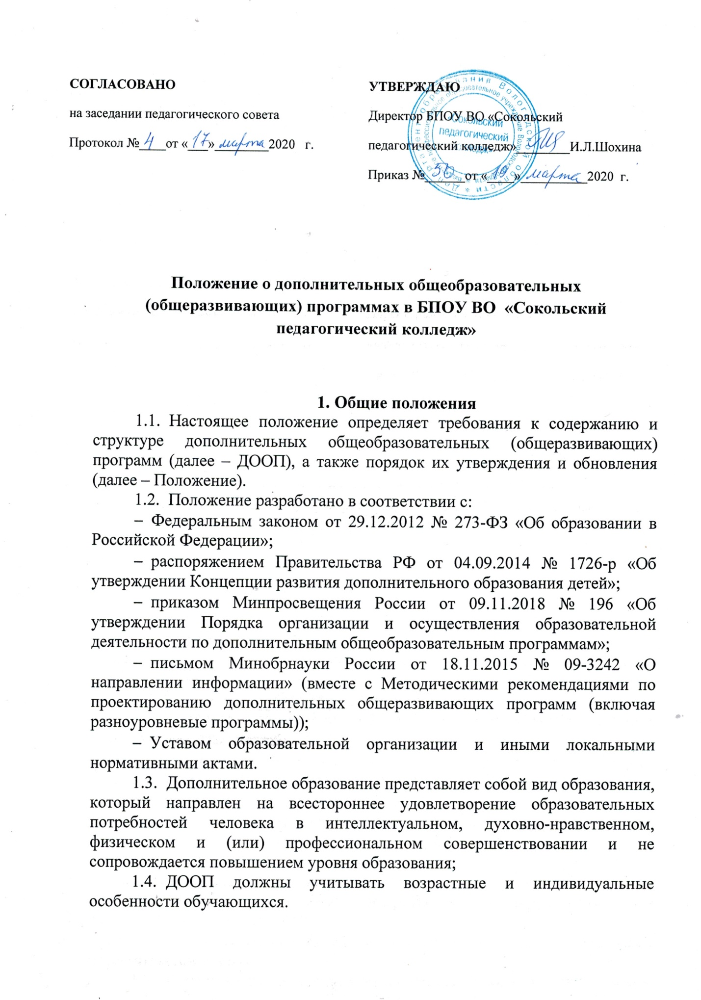 СОГЛАСОВАНО
на заседании педагогического совета
Протокол № 4 от «17» марта 2020 г.
УТВЕРЖДАЮ
Директор БПОУ ВО «Сокольский
педагогический колледж» И.Л.Шохина
Приказ № 50 от « » марта 2020 г.
Департамент образования Вологодской области
«Сокольский
педагогический
колледж»
Положение о дополнительных общеобразовательных
(общеразвивающих) программах в БПОУ ВО «Сокольский
педагогический колледж»
1. Общие положения
1.1. Настоящее положение определяет требования к содержанию и
структуре дополнительных общеобразовательных (общеразвивающих)
программ (далее – ДООП), а также порядок их утверждения и обновления
(далее – Положение).
1.2. Положение разработано в соответствии с:
– Федеральным законом от 29.12.2012 № 273-ФЗ «Об образовании в
Российской Федерации»;
– распоряжением Правительства РФ от 04.09.2014 № 1726-р «Об
утверждении Концепции развития дополнительного образования детей»;
– приказом Минпросвещения России от 09.11.2018 № 196 «Об
утверждении Порядка организации и осуществления образовательной
деятельности по дополнительным общеобразовательным программам»;
– письмом Минобрнауки России от 18.11.2015 № 09-3242 «О
направлении информации» (вместе с Методическими рекомендациями по
проектированию дополнительных общеразвивающих программ (включая
разноуровневые программы));
– Уставом образовательной организации и иными локальными
нормативными актами.
1.3. Дополнительное образование представляет собой вид образования,
который направлен на всестороннее удовлетворение образовательных
потребностей человека в интеллектуальном, духовно-нравственном,
физическом и (или) профессиональном совершенствовании и не
сопровождается повышением уровня образования;
1.4. ДООП должны учитывать возрастные и индивидуальные
особенности обучающихся.